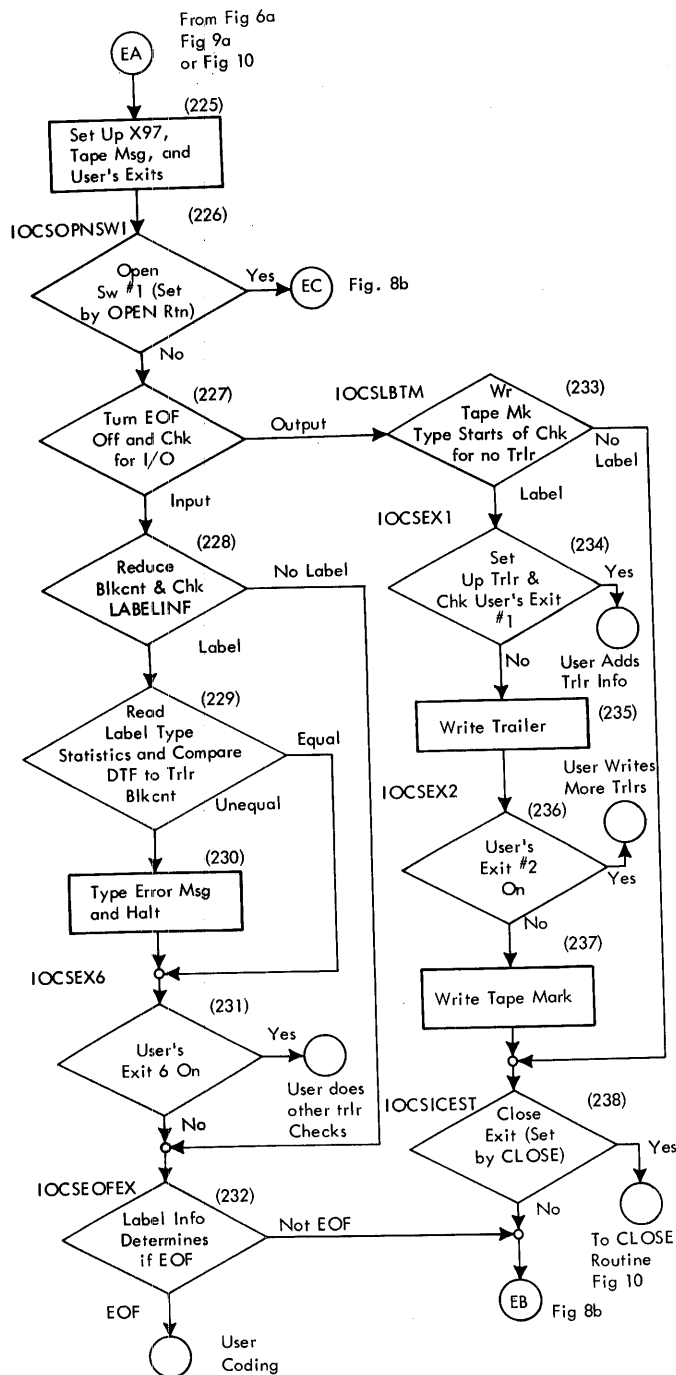 From Fig 6a
Fig 9a
or Fig 10
EA
(225)
Set Up X97,
Tape Msg, and
User's Exits
(226)
IOCSOPNSW1
Open
Sw #1 (Set
by OPEN Rtn)
Yes
EC
Fig. 8b
No
(227)
Turn EOF
Off and Chk
for I/O
Output
Input
IOCSLBTM
(233)
Wr
Tape Mk
Type Starts of Chk
for no Trlr
No
Label
Label
(228)
Reduce
Blkcnt & Chk
LABELINF
No Label
Label
IOCSEX1
(234)
Set
Up Trlr &
Chk User's Exit
#1
Yes
User Adds
Trlr Info
No
(229)
Read
Label Type
Statistics and Compare
DTF to Trlr
Blkcnt
Equal
Unequal
(235)
Write Trailer
(230)
Type Error Msg
and Halt
IOCSEX2
(236)
User's
Exit #2
On
User Writes
More Trlrs
Yes
No
IOCSEX6
(231)
User's
Exit 6 On
Yes
User does
other trlr
Checks
No
(237)
Write Tape Mark
IOCSICEST
(238)
Close
Exit (Set
by CLOSE)
Yes
To CLOSE
Routine
Fig 10
No
IOCSEOFEX
(232)
Label Info
Determines
if EOF
Not EOF
EOF
User
Coding
EB
Fig 8b